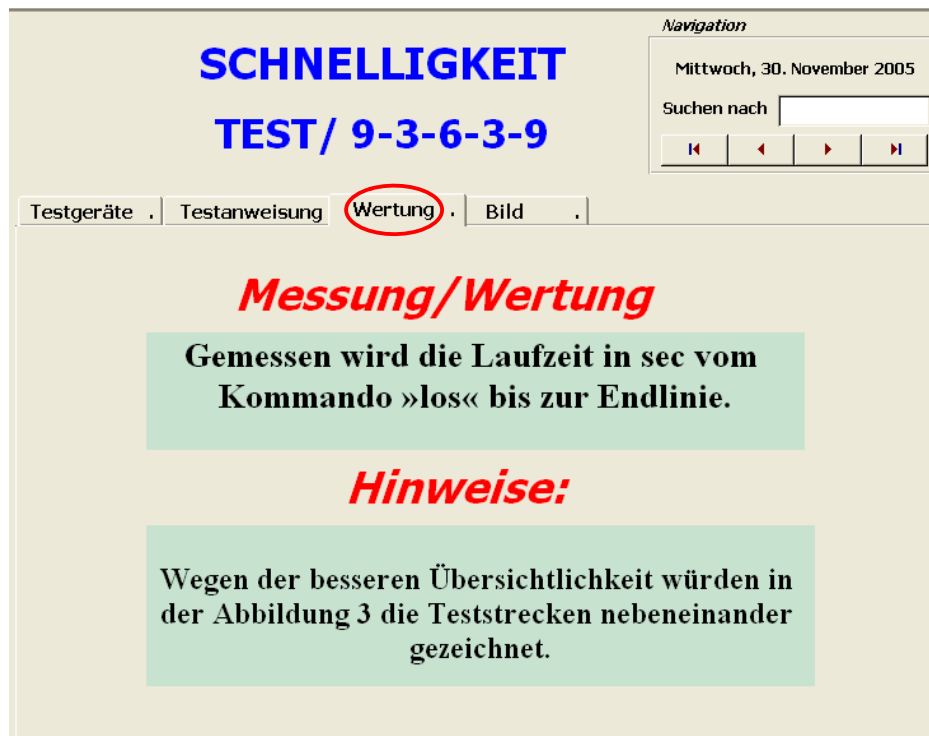 SCHNELLIGKEIT
TEST/ 9-3-6-3-9
Navigation
Mittwoch, 30. November 2005
Suchen nach
Testgeräte .
Testanweisung
Wertung .
Bild .
Messung/Wertung
Gemessen wird die Laufzeit in sec vom
Kommando »los« bis zur Endlinie.
Hinweise:
Wegen der besseren Übersichtlichkeit würden in
der Abbildung 3 die Teststrecken nebeneinander
gezeichnet.